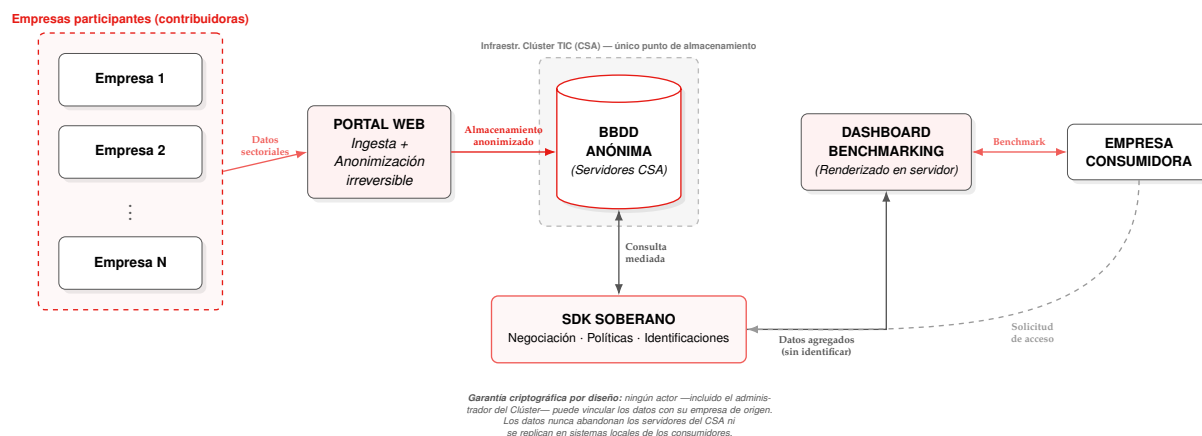 Empresas participantes (contribuidoras)
Empresa 1
Empresa 2
⋮
Empresa N
Datos
sectoriales
PORTAL WEB
Ingesta +
Anonimización
irreversible
Almacenamiento
anonimizado
Infraestr. Clúster TIC (CSA) — único punto de almacenamiento
BBDD
ANÓNIMA
(Servidores CSA)
Consulta
mediada
SDK SOBERANO
Negociación · Políticas · Identificaciones
Datos agregados
(sin identificar)
DASHBOARD
BENCHMARKING
(Renderizado en servidor)
Benchmark
EMPRESA
CONSUMIDORA
Solicitud
de acceso
Garantía criptográfica por diseño: ningún actor —incluido el adminis-
trador del Clúster— puede vincular los datos con su empresa de origen.
Los datos nunca abandonan los servidores del CSA ni
se replican en sistemas locales de los consumidores.